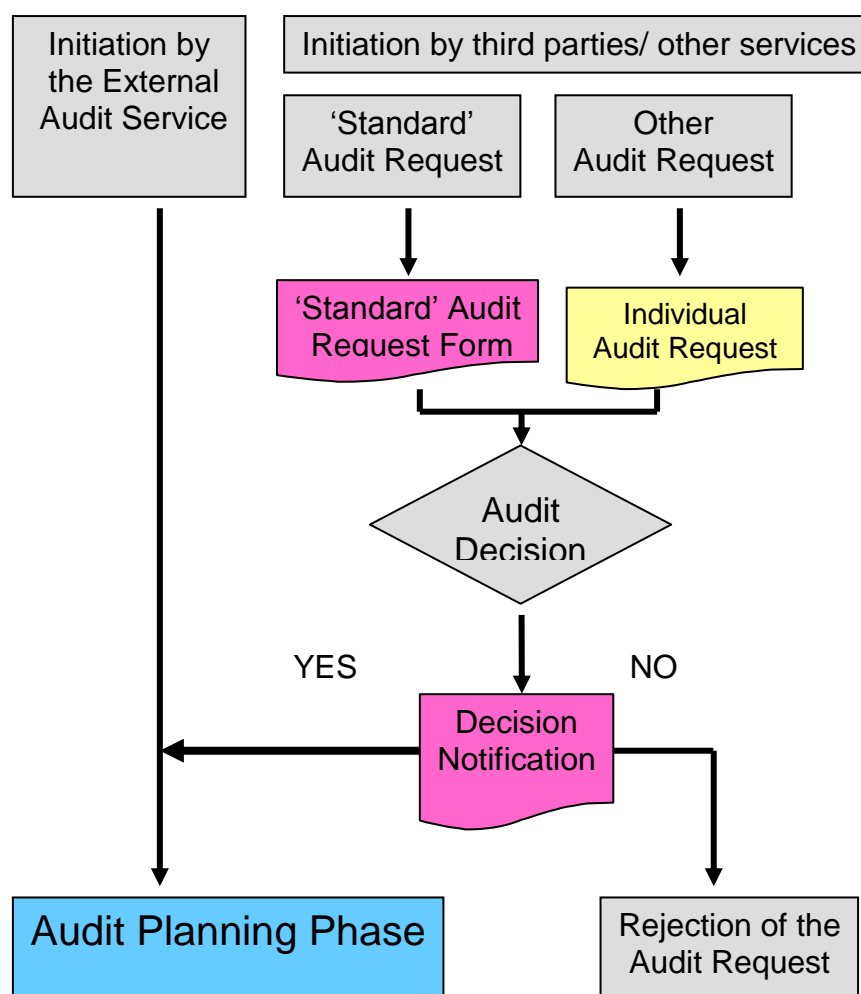 Initiation by
the External
Audit Service
Initiation by third parties/ other services
‘Standard’
Audit Request
Other
Audit Request
‘Standard’ Audit
Request Form
Individual
Audit Request
Audit
Decision
YES
NO
Decision
Notification
Audit Planning Phase
Rejection of the
Audit Request